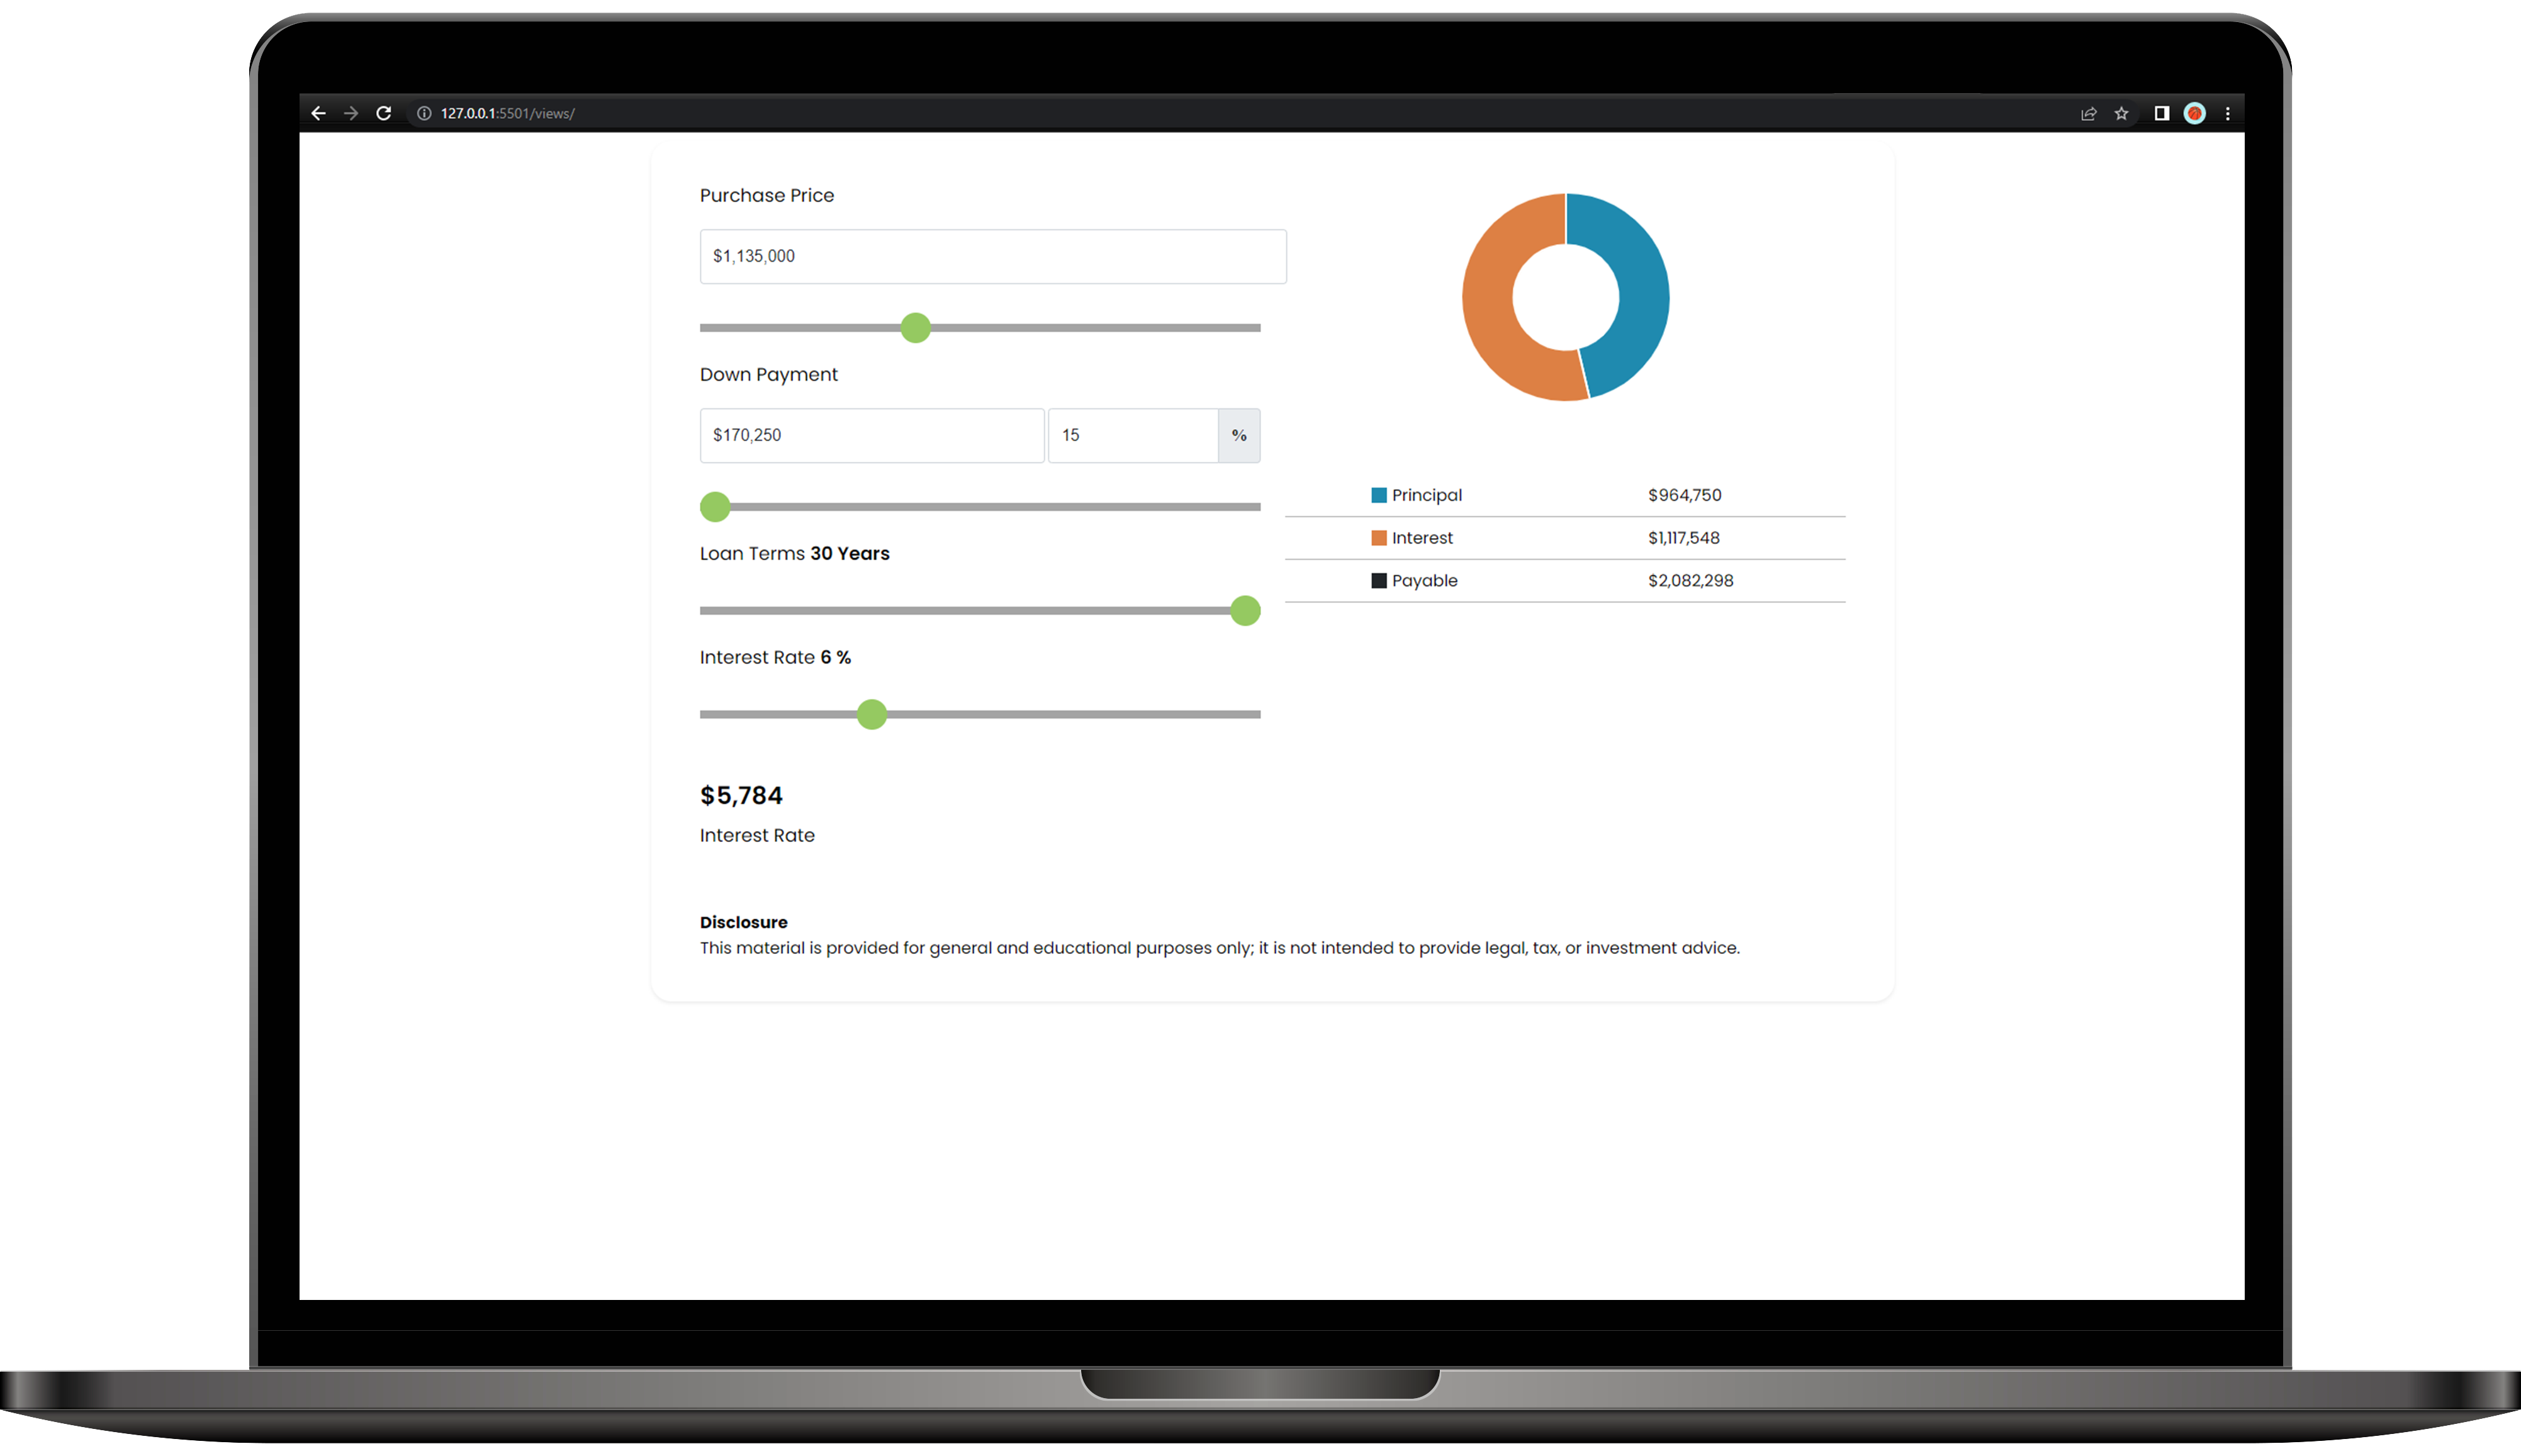 127.0.0.1:5501/views/
Purchase Price
$1,135,000
Down Payment
$170,250 15 %
Loan Terms 30 Years
Interest Rate 6 %
$5,784
Interest Rate
Principal $964,750
Interest $1,117,548
Payable $2,082,298
Disclosure
This material is provided for general and educational purposes only; it is not intended to provide legal, tax, or investment advice.